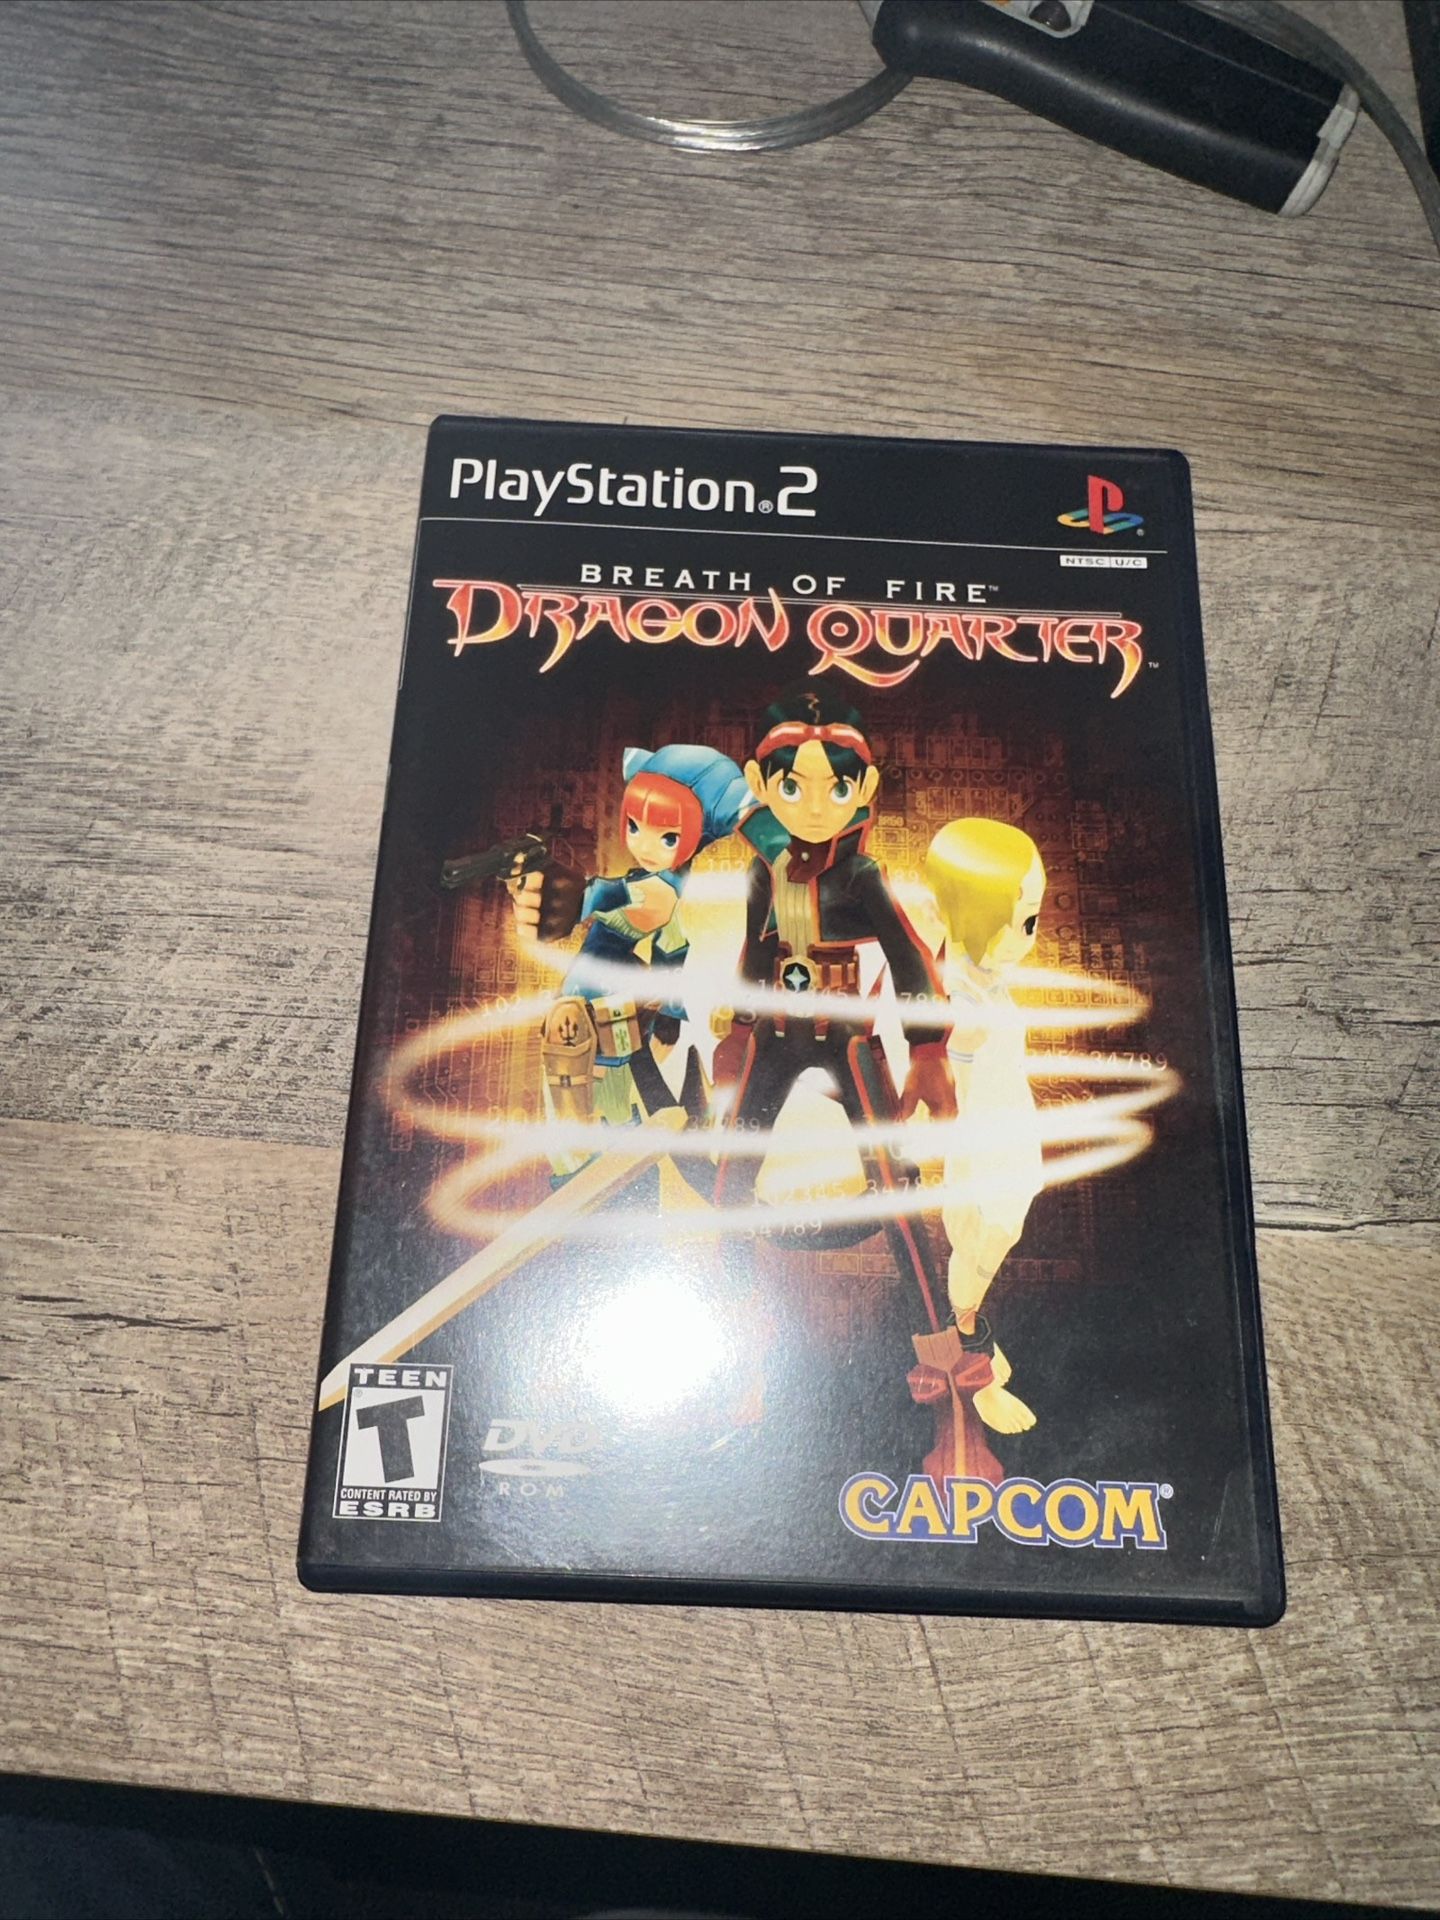 PlayStation®2
NTSC U/C
BREATH OF FIRE™
DRAGON QUARTER™
TEEN
T
CONTENT RATED BY
ESRB
DVD
ROM
CAPCOM®